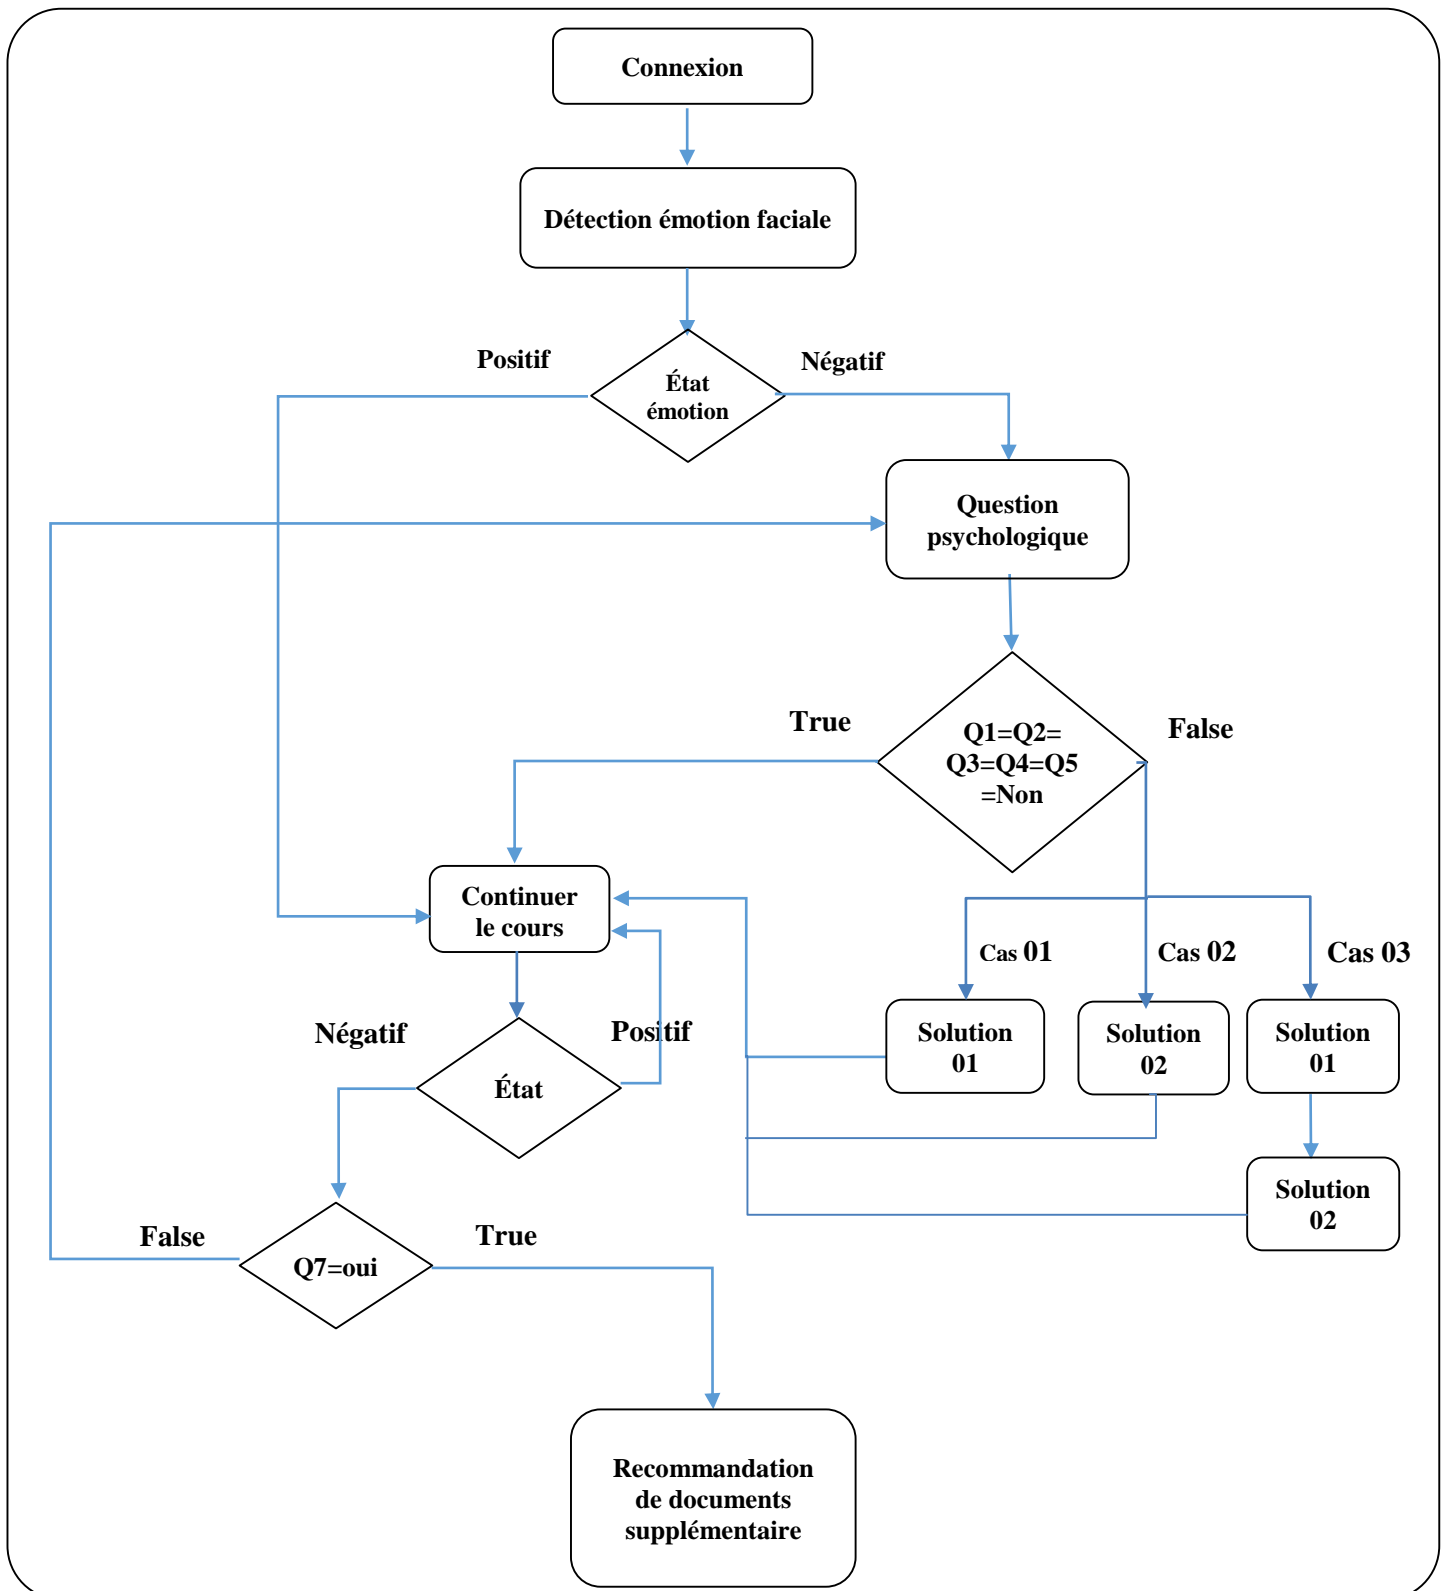 Connexion
Détection émotion faciale
Positif
Négatif
État
émotion
Question
psychologique
True
False
Q1=Q2=
Q3=Q4=Q5
=Non
Continuer
le cours
Cas 01
Cas 02
Cas 03
Négatif
Positif
Solution
01
Solution
02
Solution
01
État
Solution
02
False
True
Q7=oui
Recommandation
de documents
supplémentaire